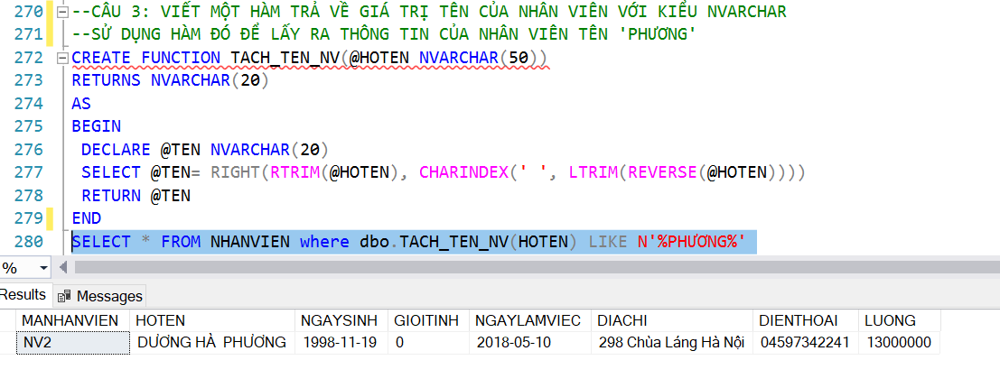 270 --CÂU 3: VIẾT MỘT HÀM TRẢ VỀ GIÁ TRỊ TÊN CỦA NHÂN VIÊN VỚI KIỂU NVARCHAR
271 --SỬ DỤNG HÀM ĐÓ ĐỂ LẤY RA THÔNG TIN CỦA NHÂN VIÊN TÊN 'PHƯƠNG'
272 CREATE FUNCTION TACH_TEN_NV(@HOTEN NVARCHAR(50))
273 RETURNS NVARCHAR(20)
274 AS
275 BEGIN
276 DECLARE @TEN NVARCHAR(20)
277 SELECT @TEN= RIGHT(RTRIM(@HOTEN), CHARINDEX(' ', LTRIM(REVERSE(@HOTEN))))
278 RETURN @TEN
279 END
280 SELECT * FROM NHANVIEN where dbo.TACH_TEN_NV(HOTEN) LIKE N'%PHƯƠNG%'
%
Results Messages
MANHANVIEN HOTEN NGAYSINH GIOITINH NGAYLAMVIEC DIACHI DIENTHOAI LUONG
NV2 DƯƠNG HÀ  PHƯƠNG 1998-11-19 0 2018-05-10 298 Chùa Láng Hà Nội 04597342241 13000000